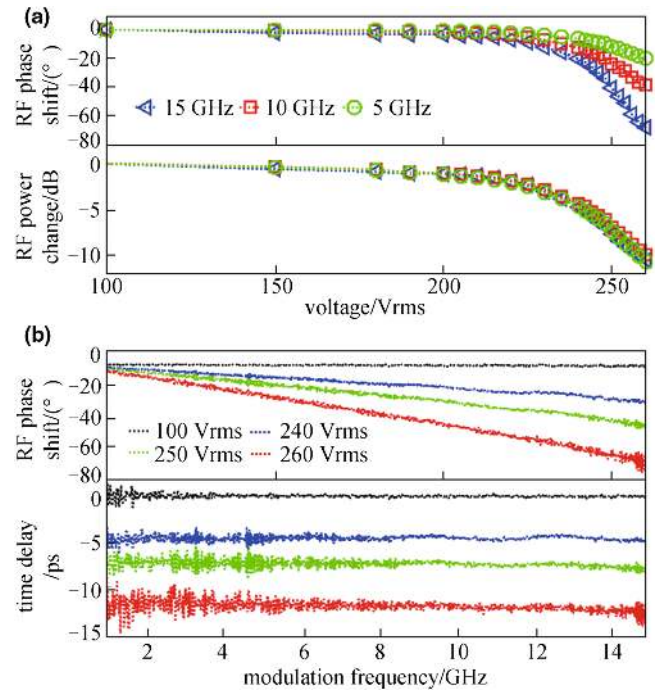 (a)
0
−20
−40
−60
−80
RF phase
shift/(°)
15 GHz 10 GHz 5 GHz
0
−5
−10
RF power
change/dB
100 150 200 250
voltage/Vrms
(b)
0
−20
−40
−60
−80
RF phase
shift/(°)
100 Vrms 240 Vrms
250 Vrms 260 Vrms
0
−5
−10
−15
time delay
/ps
2 4 6 8 10 12 14
modulation frequency/GHz